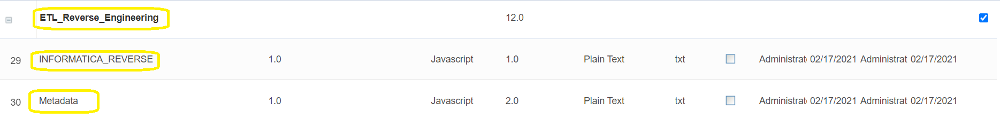 ETL_Reverse_Engineering 12.0
29 INFORMATICA_REVERSE 1.0 Javascript 1.0 Plain Text txt Administrat 02/17/2021 Administrat 02/17/2021
30 Metadata 1.0 Javascript 2.0 Plain Text txt Administrat 02/17/2021 Administrat 02/17/2021